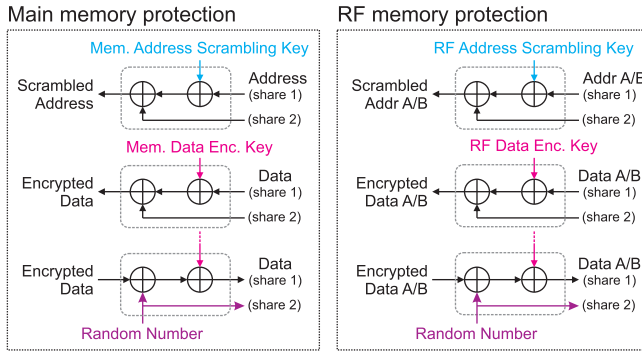 Main memory protection
Mem. Address Scrambling Key
Scrambled
Address
Address
(share 1)
(share 2)
Mem. Data Enc. Key
Encrypted
Data
Data
(share 1)
(share 2)
Encrypted
Data
Data
(share 1)
(share 2)
Random Number
RF memory protection
RF Address Scrambling Key
Scrambled
Addr A/B
Addr A/B
(share 1)
(share 2)
RF Data Enc. Key
Encrypted
Data A/B
Data A/B
(share 1)
(share 2)
Encrypted
Data A/B
Data A/B
(share 1)
(share 2)
Random Number